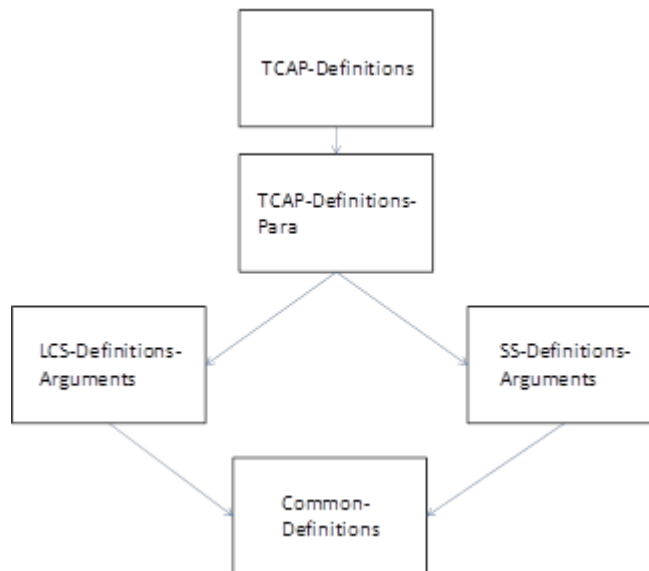 TCAP-Definitions
TCAP-Definitions-
Para
LCS-Definitions-
Arguments
SS-Definitions-
Arguments
Common-
Definitions